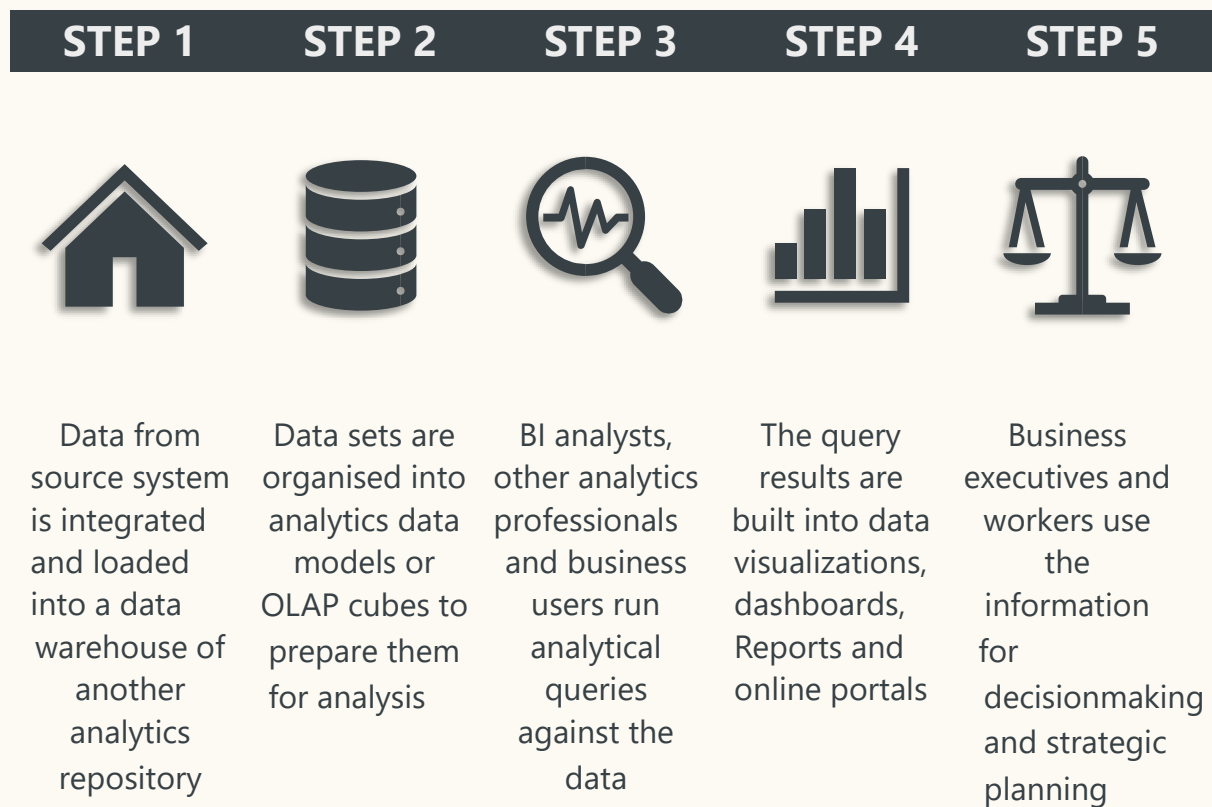 STEP 1 STEP 2 STEP 3 STEP 4 STEP 5
Data from
source system
is integrated
and loaded
into a data
warehouse of
another
analytics
repository
Data sets are
organised into
analytics data
models or
OLAP cubes to
prepare them
for analysis
BI analysts,
other analytics
professionals
and business
users run
analytical
queries
against the
data
The query
results are
built into data
visualizations,
dashboards,
Reports and
online portals
Business
executives and
workers use
the
information
for
decisionmaking
and strategic
planning